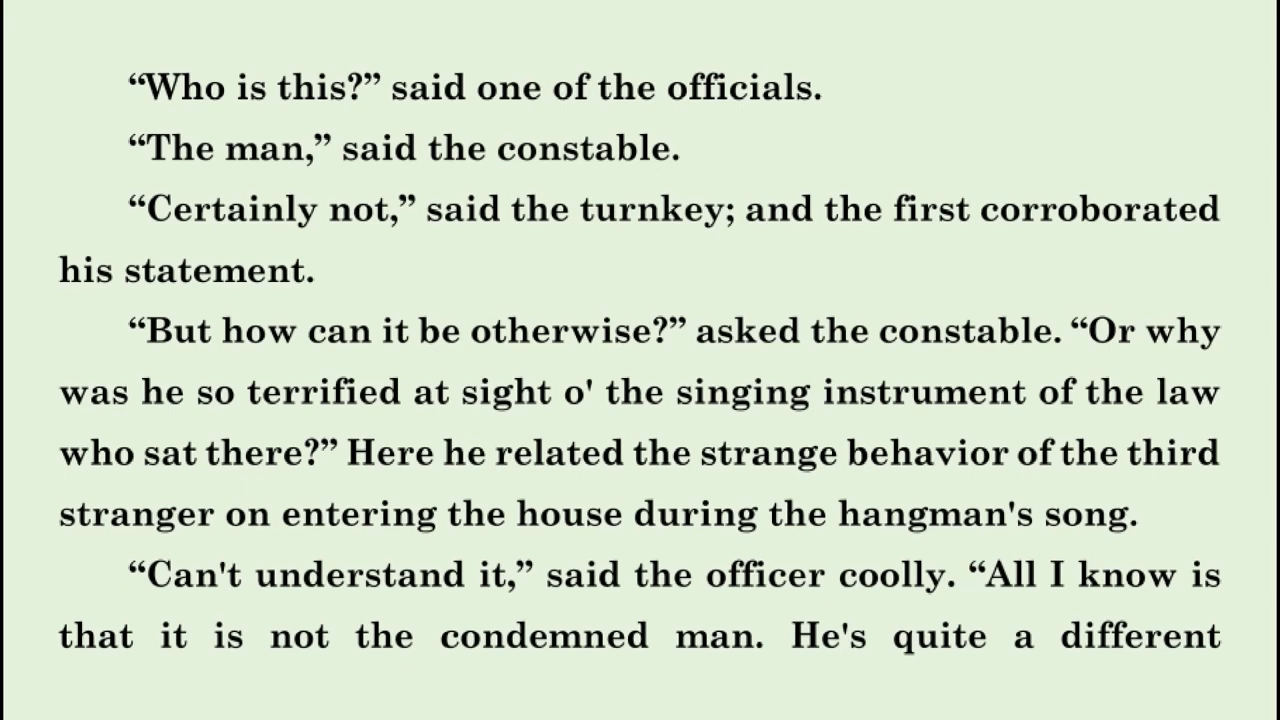 “Who is this?” said one of the officials.
“The man,” said the constable.
“Certainly not,” said the turnkey; and the first corroborated
his statement.
“But how can it be otherwise?” asked the constable. “Or why
was he so terrified at sight o' the singing instrument of the law
who sat there?” Here he related the strange behavior of the third
stranger on entering the house during the hangman's song.
“Can't understand it,” said the officer coolly. “All I know is
that it is not the condemned man. He's quite a different